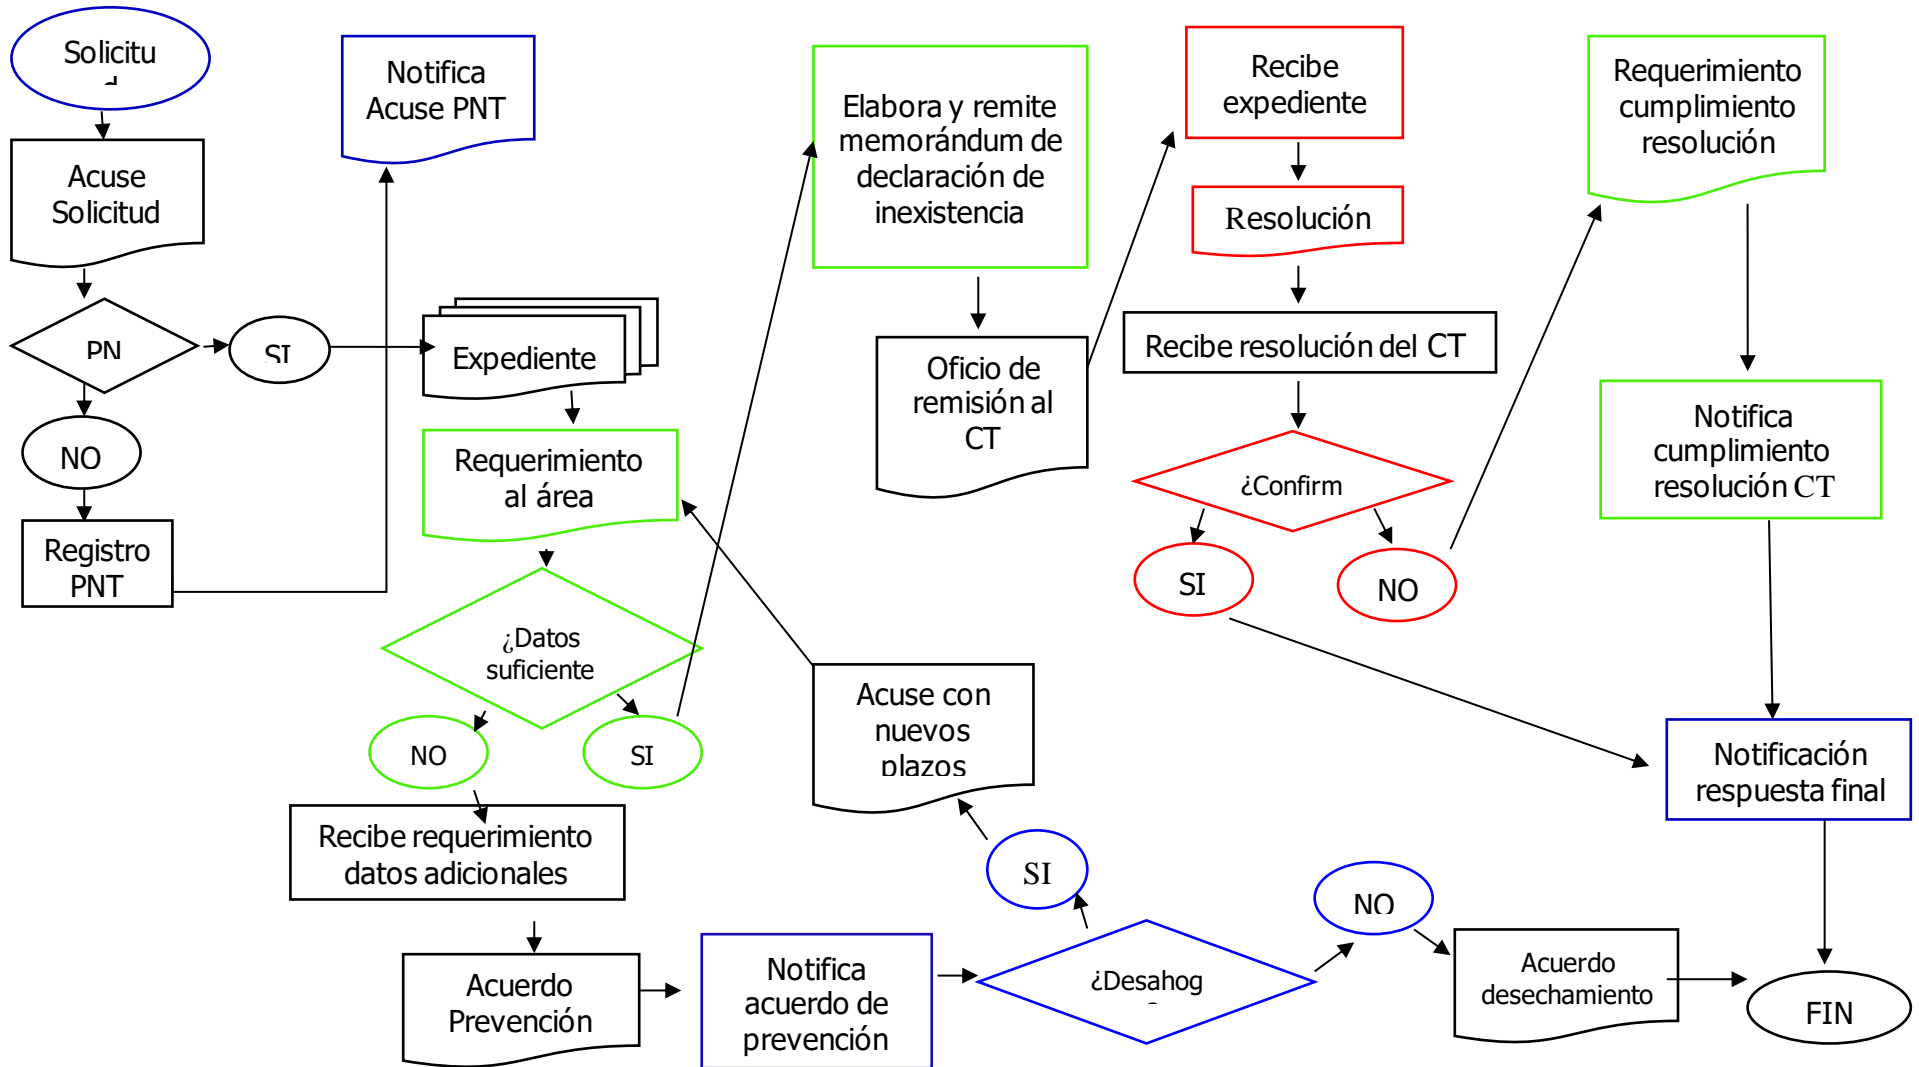 Solicitu
Acuse
Solicitud
PN
SI
NO
Registro
PNT
Notifica
Acuse PNT
Expediente
Requerimiento
al área
¿Datos
suficiente
NO
SI
Recibe requerimiento
datos adicionales
Acuerdo
Prevención
Notifica
acuerdo de
prevención
¿Desahog
SI
NO
Acuse con
nuevos
plazos
Acuerdo
desechamiento
Elabora y remite
memorándum de
declaración de
inexistencia
Oficio de
remisión al
CT
Recibe
expediente
Resolución
Recibe resolución del CT
¿Confirm
SI
NO
Requerimiento
cumplimiento
resolución
Notifica
cumplimiento
resolución CT
Notificación
respuesta final
FIN